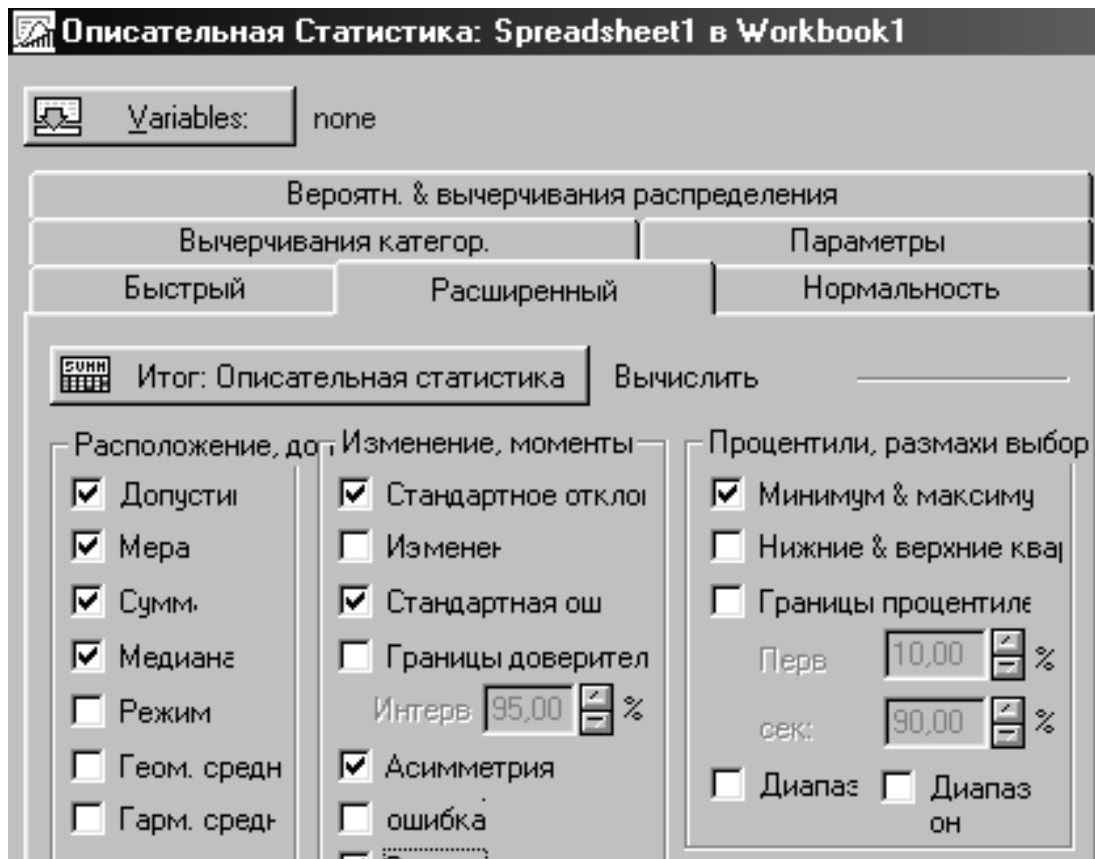 Описательная Статистика: Spreadsheet1 в Workbook1
Variables: none
Вероятн. & вычерчивания распределения
Вычерчивания категор. Параметры
Быстрый Расширенный Нормальность
SUMM Итог: Описательная статистика Вычислить
Расположение, до Изменение, моменты Процентили, размахи выбор
Допусти Стандартное откло Минимум & максиму
Мера Изменен Нижние & верхние ква
Сумм Стандартная ош Границы процентиле
Медиана Границы доверител Перв 10,00 %
Режим Интерв 95,00 % сек: 90,00 %
Геом. средн Асимметрия Диапаз Диапаз
Гарм. средн ошибка он